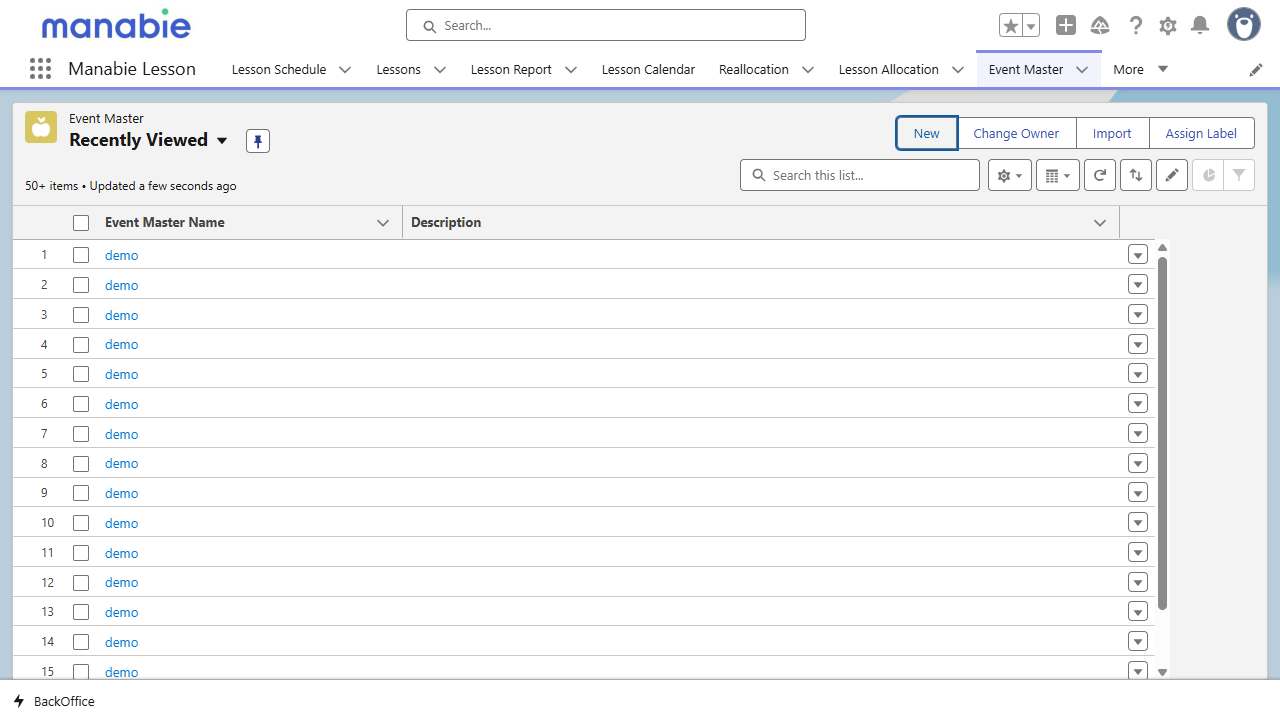 manabie
Search...
Manabie Lesson
Lesson Schedule
Lessons
Lesson Report
Lesson Calendar
Reallocation
Lesson Allocation
Event Master
More
Event Master
Recently Viewed
New
Change Owner
Import
Assign Label
50+ items • Updated a few seconds ago
Search this list...
Event Master Name
Description
1 demo
2 demo
3 demo
4 demo
5 demo
6 demo
7 demo
8 demo
9 demo
10 demo
11 demo
12 demo
13 demo
14 demo
15 demo
BackOffice